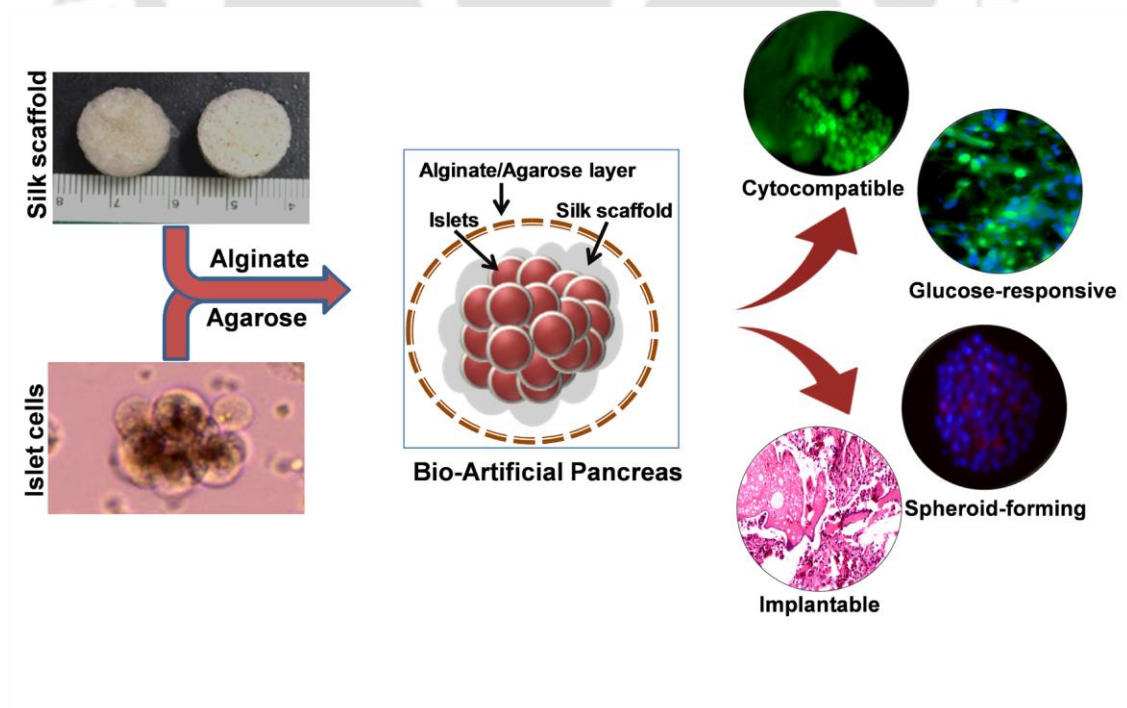 Silk scaffold
8 7 6 5 4
Islet cells
Alginate
Agarose
Alginate/Agarose layer
Islets
Silk scaffold
Bio-Artificial Pancreas
Cytocompatible
Glucose-responsive
Spheroid-forming
Implantable